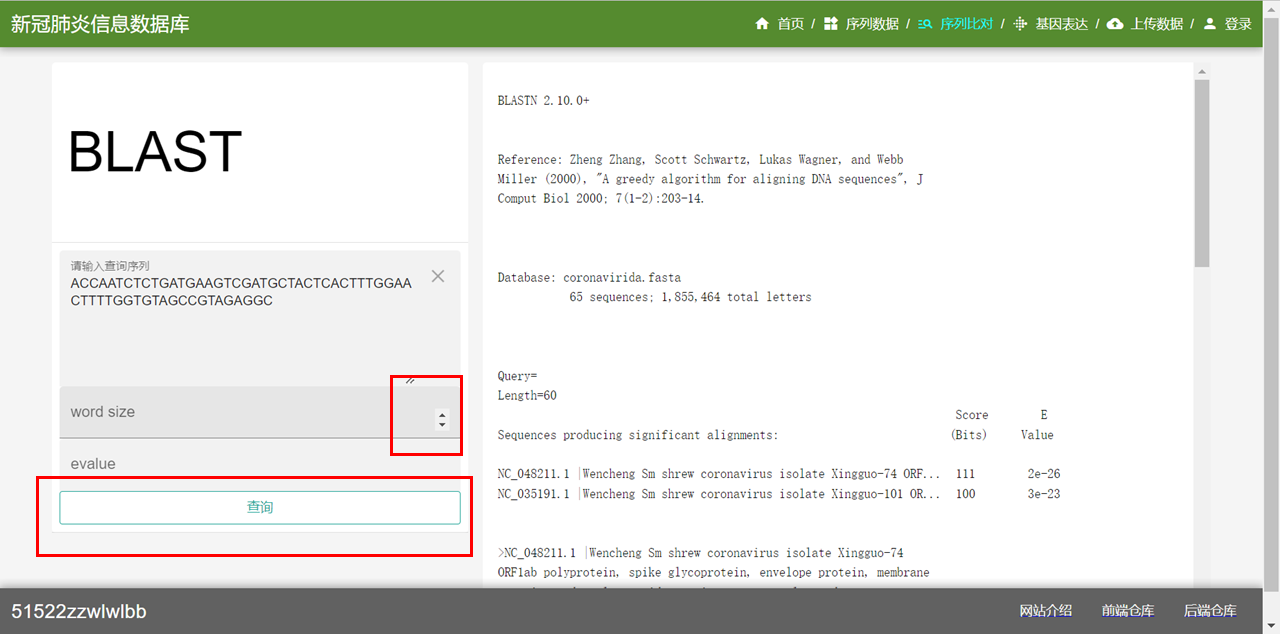 新冠肺炎信息数据库
首页 / 序列数据 / 序列比对 / 基因表达 / 上传数据 / 登录
BLAST
请输入查询序列
ACCAATCTCTGATGAAGTCGATGCTACTCACTTTGGAA
CTTTTGGTGTAGCCGTAGAGGC
word size
evalue
查询
BLASTN 2.10.0+
Reference: Zheng Zhang, Scott Schwartz, Lukas Wagner, and Webb
Miller (2000), "A greedy algorithm for aligning DNA sequences", J
Comput Biol 2000; 7(1-2):203-14.
Database: coronavirida.fasta
65 sequences; 1,855,464 total letters
Query=
Length=60
Score E
Sequences producing significant alignments: (Bits) Value
NC_048211.1 |Wencheng Sm shrew coronavirus isolate Xingguo-74 ORF... 111 2e-26
NC_035191.1 |Wencheng Sm shrew coronavirus isolate Xingguo-101 OR... 100 3e-23
>NC_048211.1 |Wencheng Sm shrew coronavirus isolate Xingguo-74
ORF1ab polyprotein, spike glycoprotein, envelope protein, membrane
51522zzwlwlbb
网站介绍 前端仓库 后端仓库